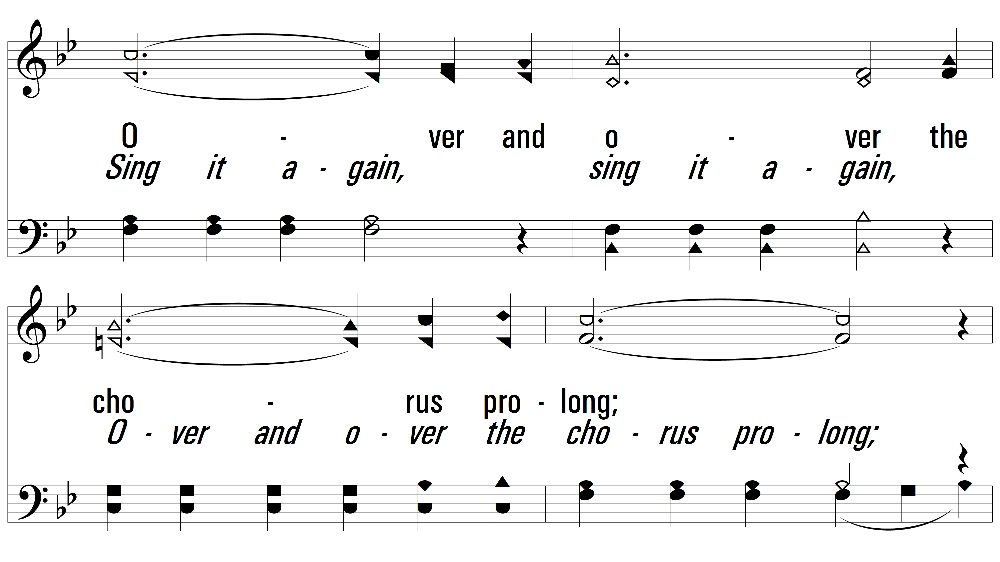 O - ver and o - ver the
Sing it a - gain, sing it a - gain,
cho - rus pro - long;
O - ver and o - ver the cho - rus pro - long;